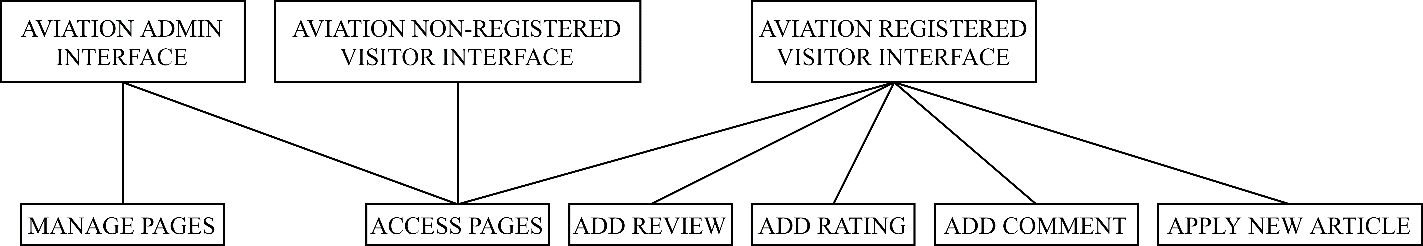 AVIATION ADMIN
INTERFACE
AVIATION NON-REGISTERED
VISITOR INTERFACE
AVIATION REGISTERED
VISITOR INTERFACE
MANAGE PAGES
ACCESS PAGES
ADD REVIEW
ADD RATING
ADD COMMENT
APPLY NEW ARTICLE